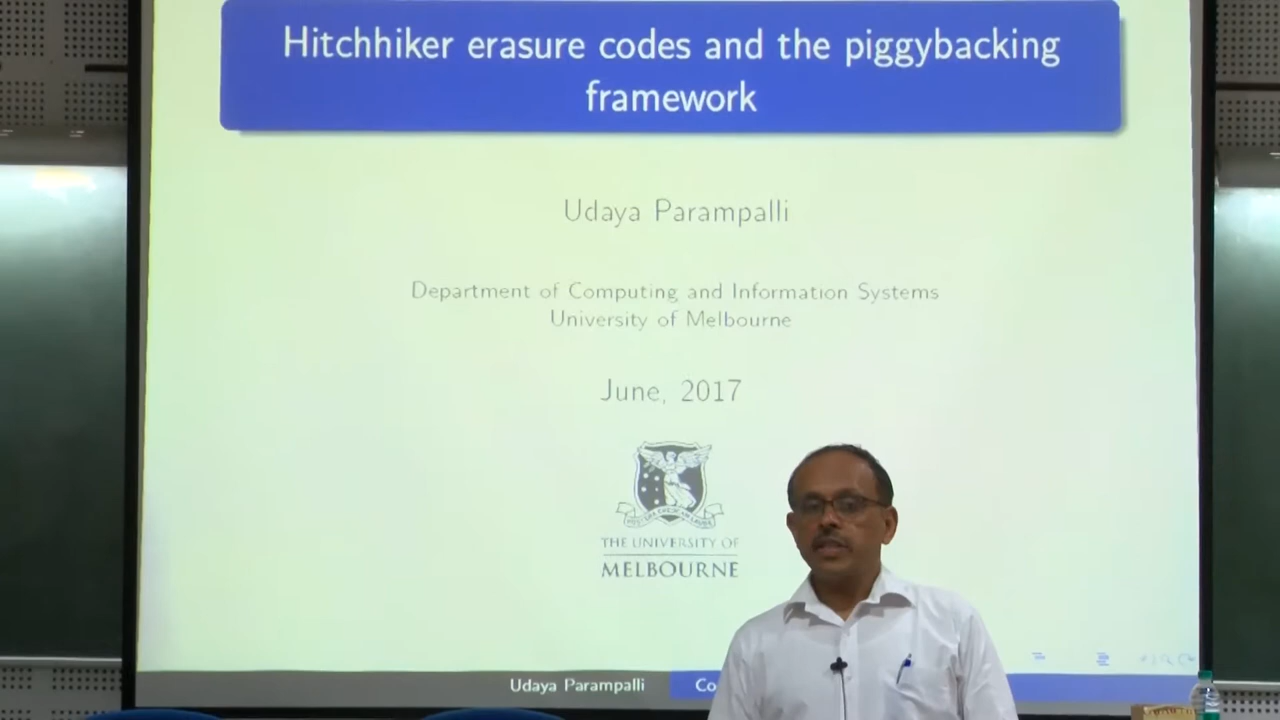 Hitchhiker erasure codes and the piggybacking
framework
Udaya Parampalli
Department of Computing and Information Systems
University of Melbourne
June, 2017
THE UNIVERSITY OF
MELBOURNE
Udaya Parampalli
Co